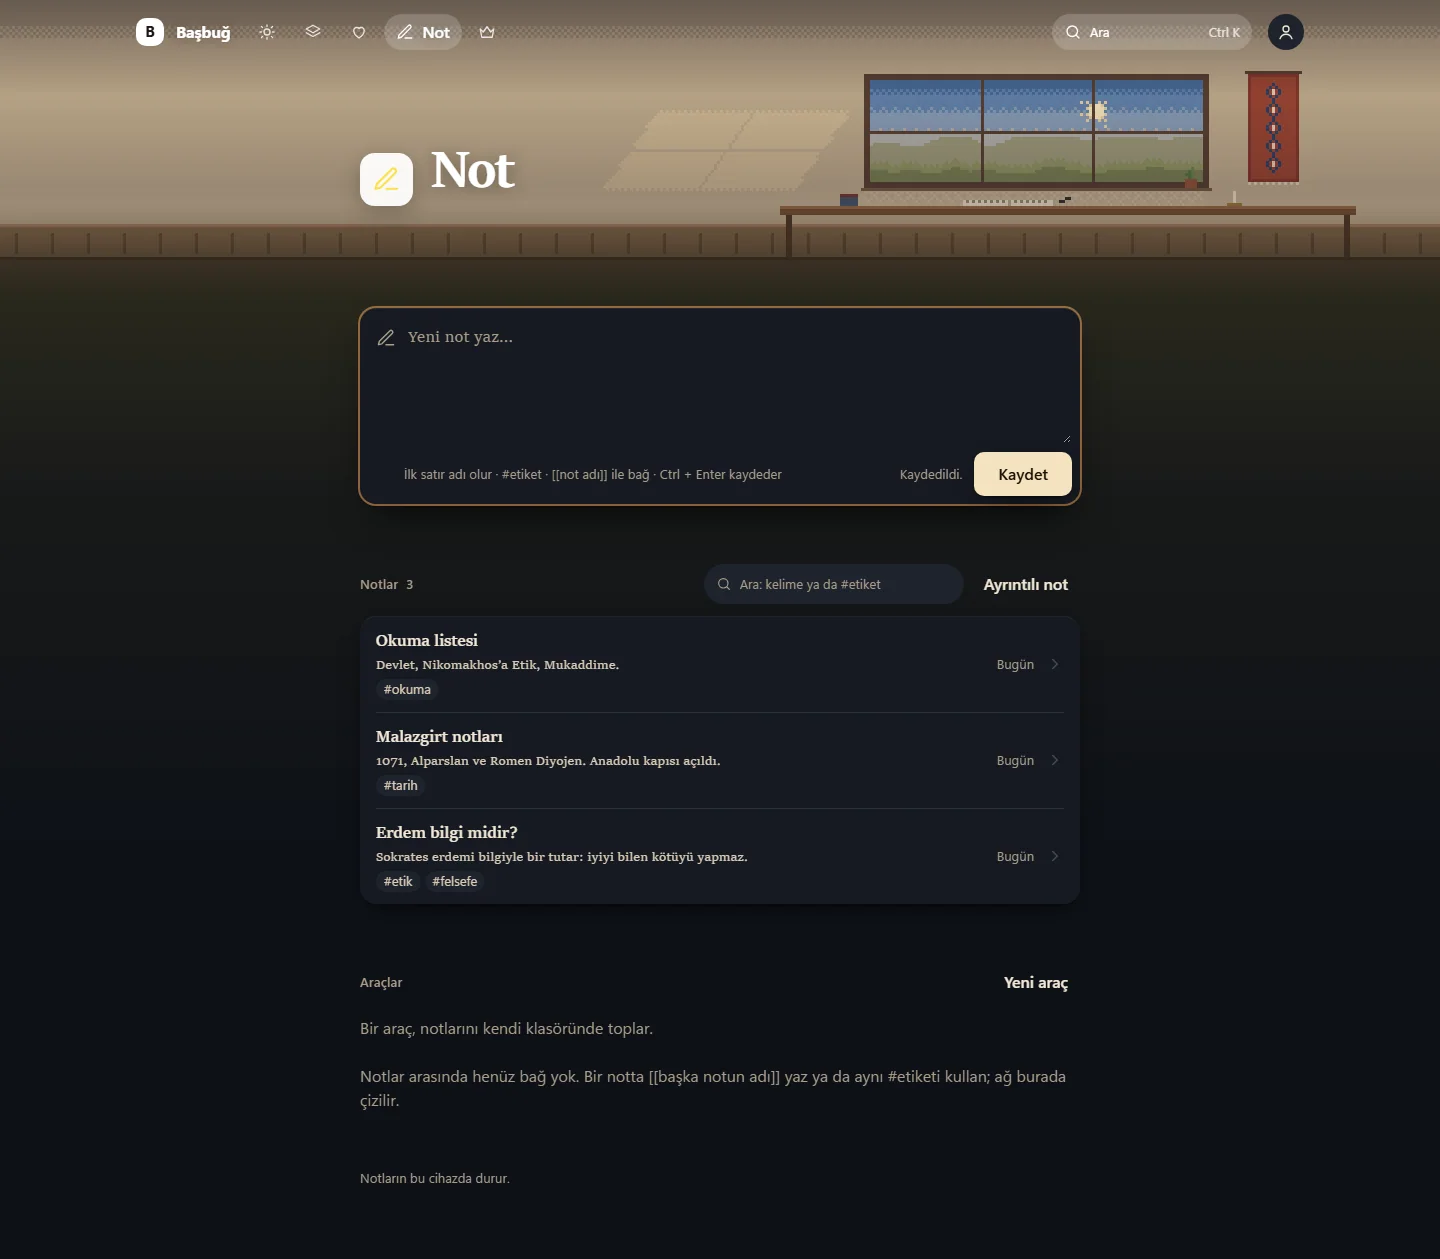 B Başbuğ Not Ara Ctrl K
Not
Yeni not yaz...
İlk satır adı olur · #etiket · [[not adı]] ile bağ · Ctrl + Enter kaydeder Kaydedildi. Kaydet
Notlar 3 Ara: kelime ya da #etiket Ayrıntılı not
Okuma listesi
Devlet, Nikomakhos’a Etik, Mukaddime. Bugün
#okuma
Malazgirt notları
1071, Alparslan ve Romen Diyojen. Anadolu kapısı açıldı. Bugün
#tarih
Erdem bilgi midir?
Sokrates erdemi bilgiyle bir tutar: iyiyi bilen kötüyü yapmaz. Bugün
#etik #felsefe
Araçlar Yeni araç
Bir araç, notlarını kendi klasöründe toplar.
Notlar arasında henüz bağ yok. Bir notta [[başka notun adı]] yaz ya da aynı #etiketi kullan; ağ burada
çizilir.
Notların bu cihazda durur.